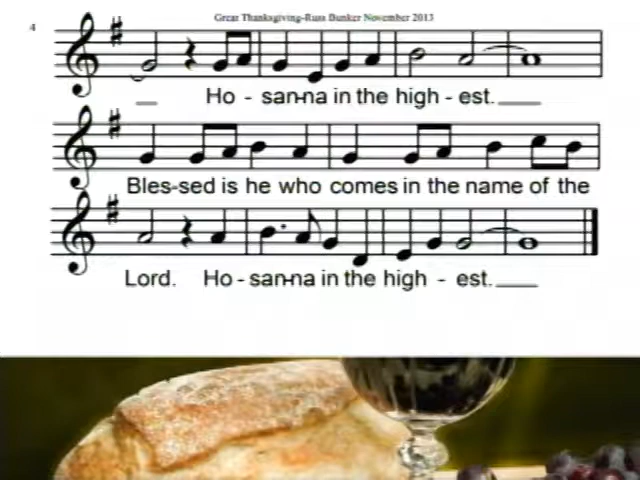 Great Thanksgiving-Russ Bunker November 2013
4
Ho - san-na in the high - est.
Bles-sed is he who comes in the name of the
Lord. Ho - san-na in the high - est.